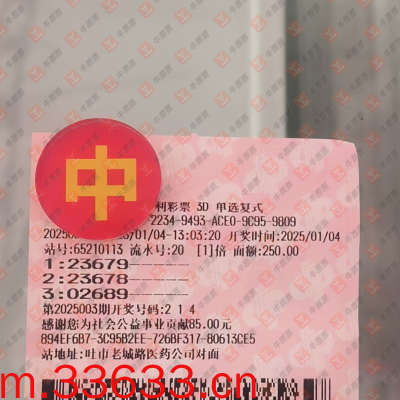 中
利彩票 3D 单选复式
2234-9493-ACE0-9C95-9809
/01/04-13:03:20 开奖时间:2025/01/04
站号:65210113 流水号:20 [1]倍 面额:250.00
1:23679-----
2:23678-----
3:02689-----
第2025003期开奖号码:2 1 4
感谢您为社会公益事业贡献85.00元
894EF6B7-3C95B2EE-726BF317-80613CE5
站地址:吐市老城路医药公司对面
m.33633.cn